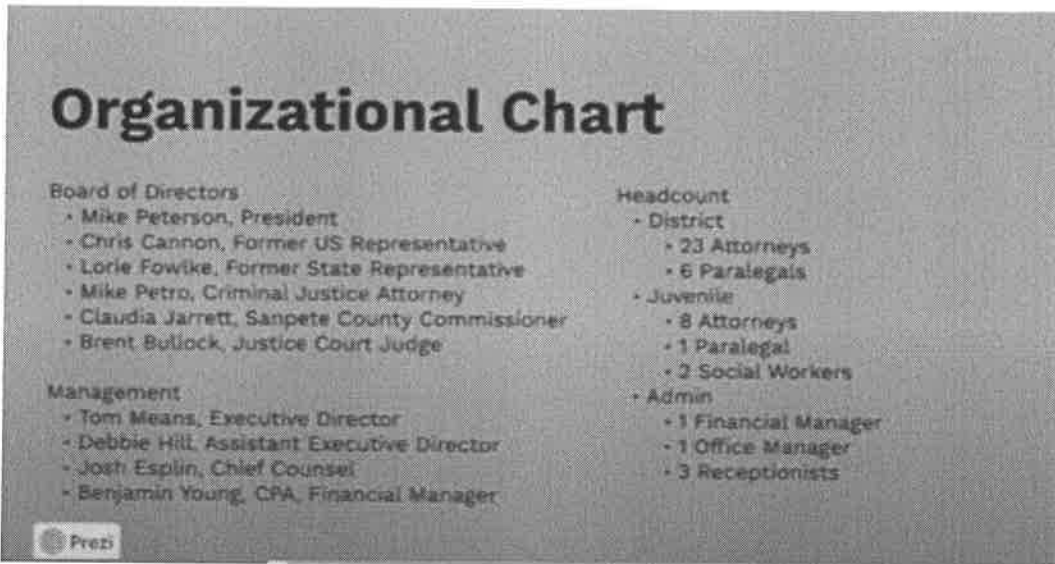 Organizational Chart
Board of Directors
• Mike Peterson, President
• Chris Cannon, Former US Representative
• Lorie Fowlke, Former State Representative
• Mike Petro, Criminal Justice Attorney
• Claudia Jarrett, Sanpete County Commissioner
• Brent Bullock, Justice Court Judge
Management
• Tom Means, Executive Director
• Debbie Hill, Assistant Executive Director
• Josh Esplin, Chief Counsel
• Benjamin Young, CPA, Financial Manager
Headcount
• District
• 23 Attorneys
• 6 Paralegals
• Juvenile
• 8 Attorneys
• 1 Paralegal
• 2 Social Workers
• Admin
• 1 Financial Manager
• 1 Office Manager
• 3 Receptionists
Prezi